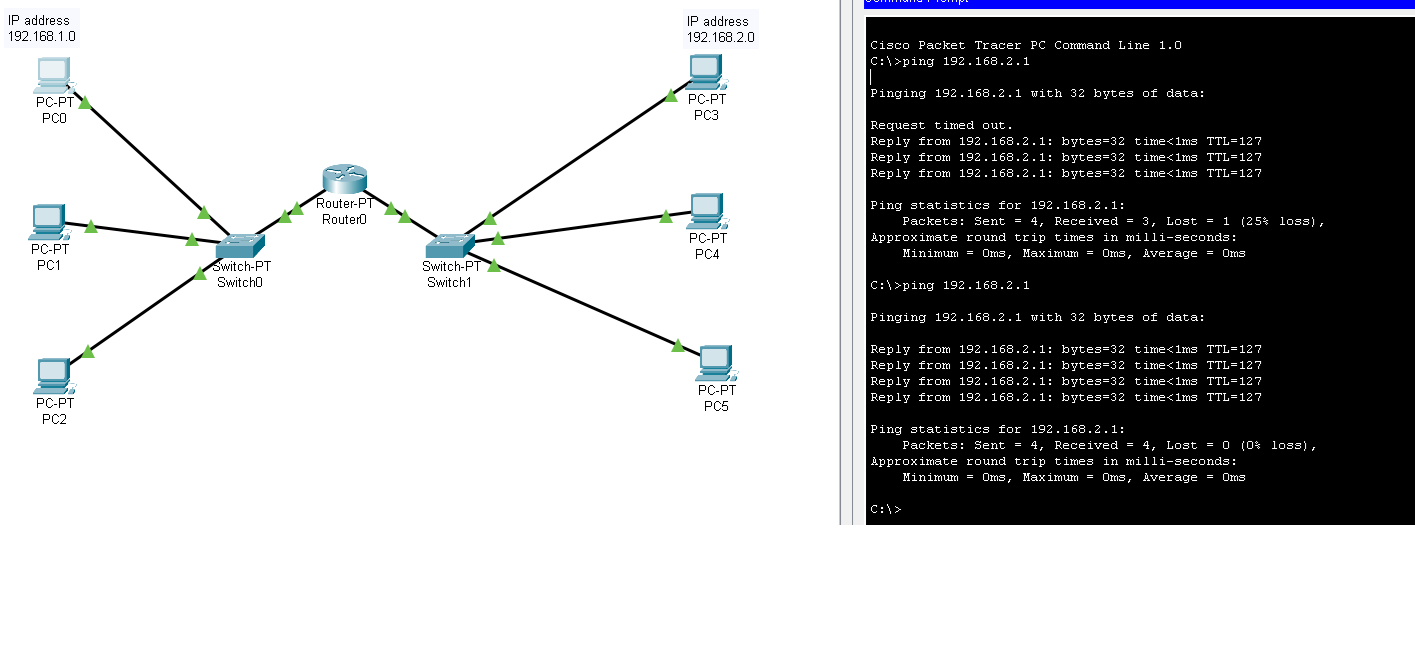 IP address
192.168.1.0
IP address
192.168.2.0
PC-PT
PC0
PC-PT
PC3
Router-PT
Router0
PC-PT
PC1
PC-PT
PC4
Switch-PT
Switch0
Switch-PT
Switch1
PC-PT
PC2
PC-PT
PC5
Command Prompt
Cisco Packet Tracer PC Command Line 1.0
C:\>ping 192.168.2.1
Pinging 192.168.2.1 with 32 bytes of data:
Request timed out.
Reply from 192.168.2.1: bytes=32 time<1ms TTL=127
Reply from 192.168.2.1: bytes=32 time<1ms TTL=127
Reply from 192.168.2.1: bytes=32 time<1ms TTL=127
Ping statistics for 192.168.2.1:
Packets: Sent = 4, Received = 3, Lost = 1 (25% loss),
Approximate round trip times in milli-seconds:
Minimum = 0ms, Maximum = 0ms, Average = 0ms
C:\>ping 192.168.2.1
Pinging 192.168.2.1 with 32 bytes of data:
Reply from 192.168.2.1: bytes=32 time<1ms TTL=127
Reply from 192.168.2.1: bytes=32 time<1ms TTL=127
Reply from 192.168.2.1: bytes=32 time<1ms TTL=127
Reply from 192.168.2.1: bytes=32 time<1ms TTL=127
Ping statistics for 192.168.2.1:
Packets: Sent = 4, Received = 4, Lost = 0 (0% loss),
Approximate round trip times in milli-seconds:
Minimum = 0ms, Maximum = 0ms, Average = 0ms
C:\>